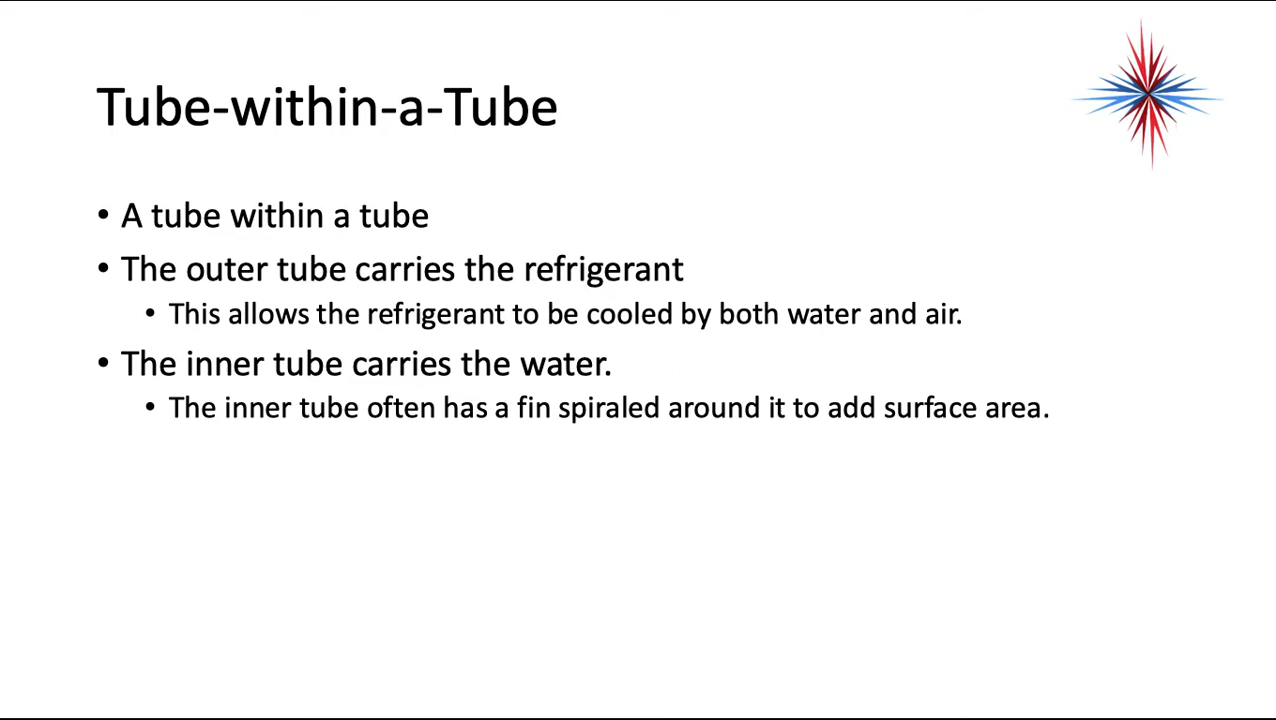 Tube-within-a-Tube
• A tube within a tube
• The outer tube carries the refrigerant
• This allows the refrigerant to be cooled by both water and air.
• The inner tube carries the water.
• The inner tube often has a fin spiraled around it to add surface area.